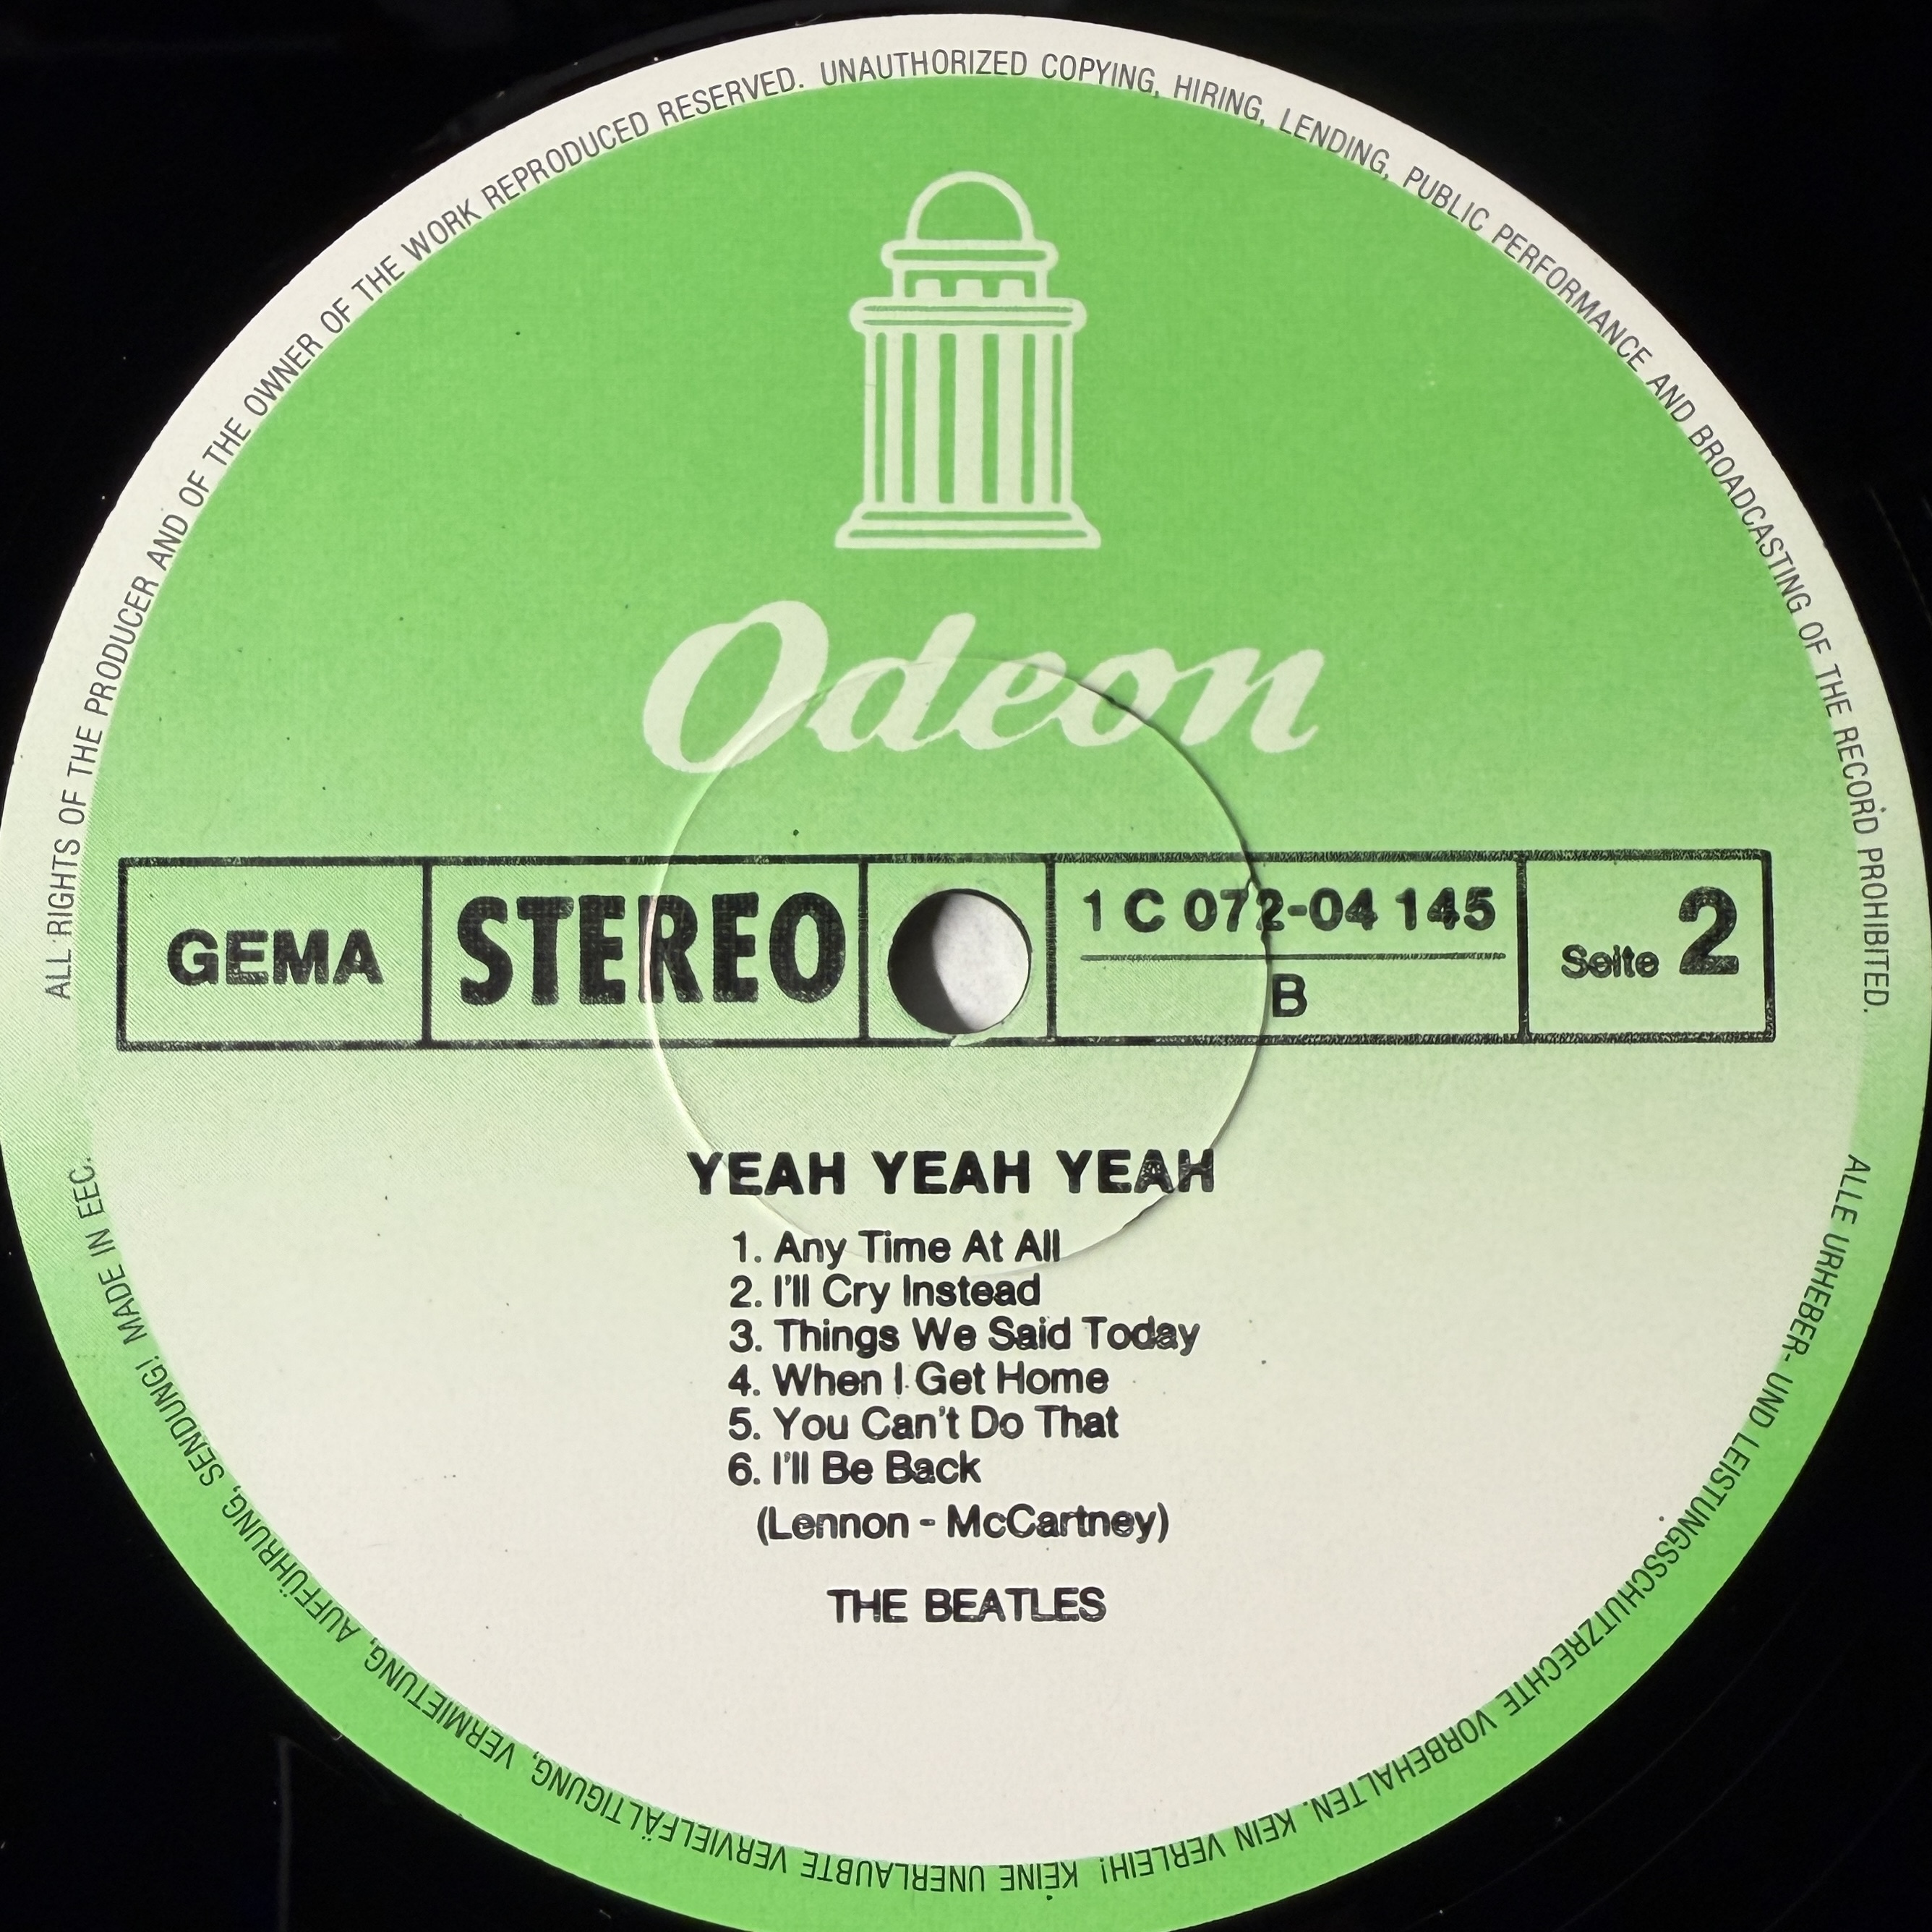 ALL RIGHTS OF THE PRODUCER AND OF THE OWNER OF THE WORK REPRODUCED RESERVED. UNAUTHORIZED COPYING, HIRING, LENDING, PUBLIC PERFORMANCE AND BROADCASTING OF THE RECORD PROHIBITED.
Odeon
GEMA
STEREO
1 C 072-04 145
B
Seite 2
YEAH YEAH YEAH
1. Any Time At All
2. I'll Cry Instead
3. Things We Said Today
4. When I Get Home
5. You Can't Do That
6. I'll Be Back
(Lennon - McCartney)
THE BEATLES
ALLE URHEBER- UND LEISTUNGSSCHUTZRECHTE VORBEHALTEN. KEIN VERLEIH! KEINE UNERLAUBTE VERVIELFÄLTIGUNG, VERMIETUNG, AUFFÜHRUNG, SENDUNG! MADE IN EEC.